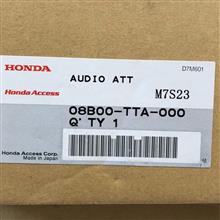 D7M601
HONDA
AUDIO ATT
Honda Access
M7S23
08B00-TTA-000
Q' TY 1
Honda Access Corp.
Made in Japan